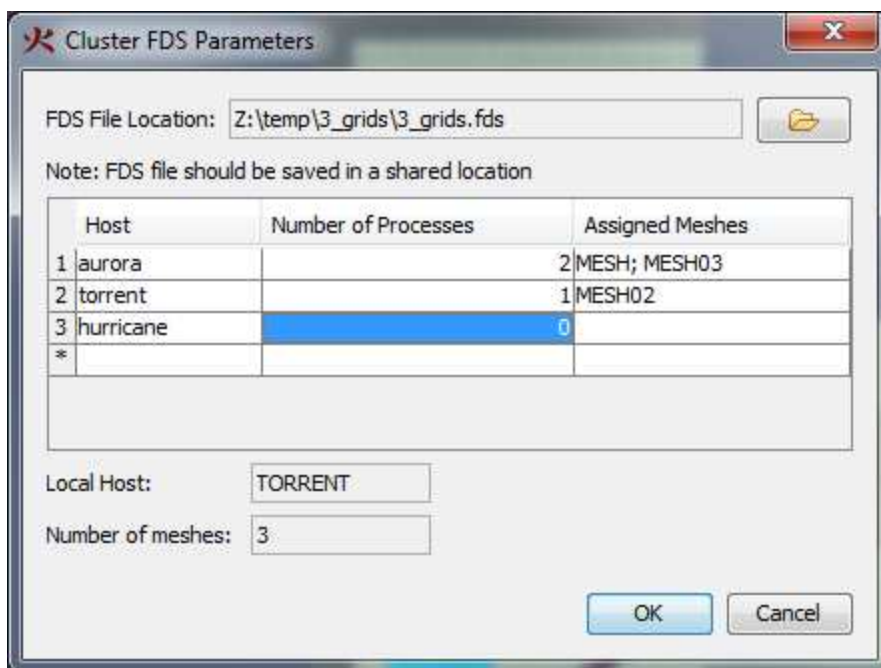 Cluster FDS Parameters
FDS File Location: Z:\temp\3_grids\3_grids.fds
Note: FDS file should be saved in a shared location
Host Number of Processes Assigned Meshes
1 aurora 2 MESH; MESH03
2 torrent 1 MESH02
3 hurricane 0
*
Local Host: TORRENT
Number of meshes: 3
OK Cancel